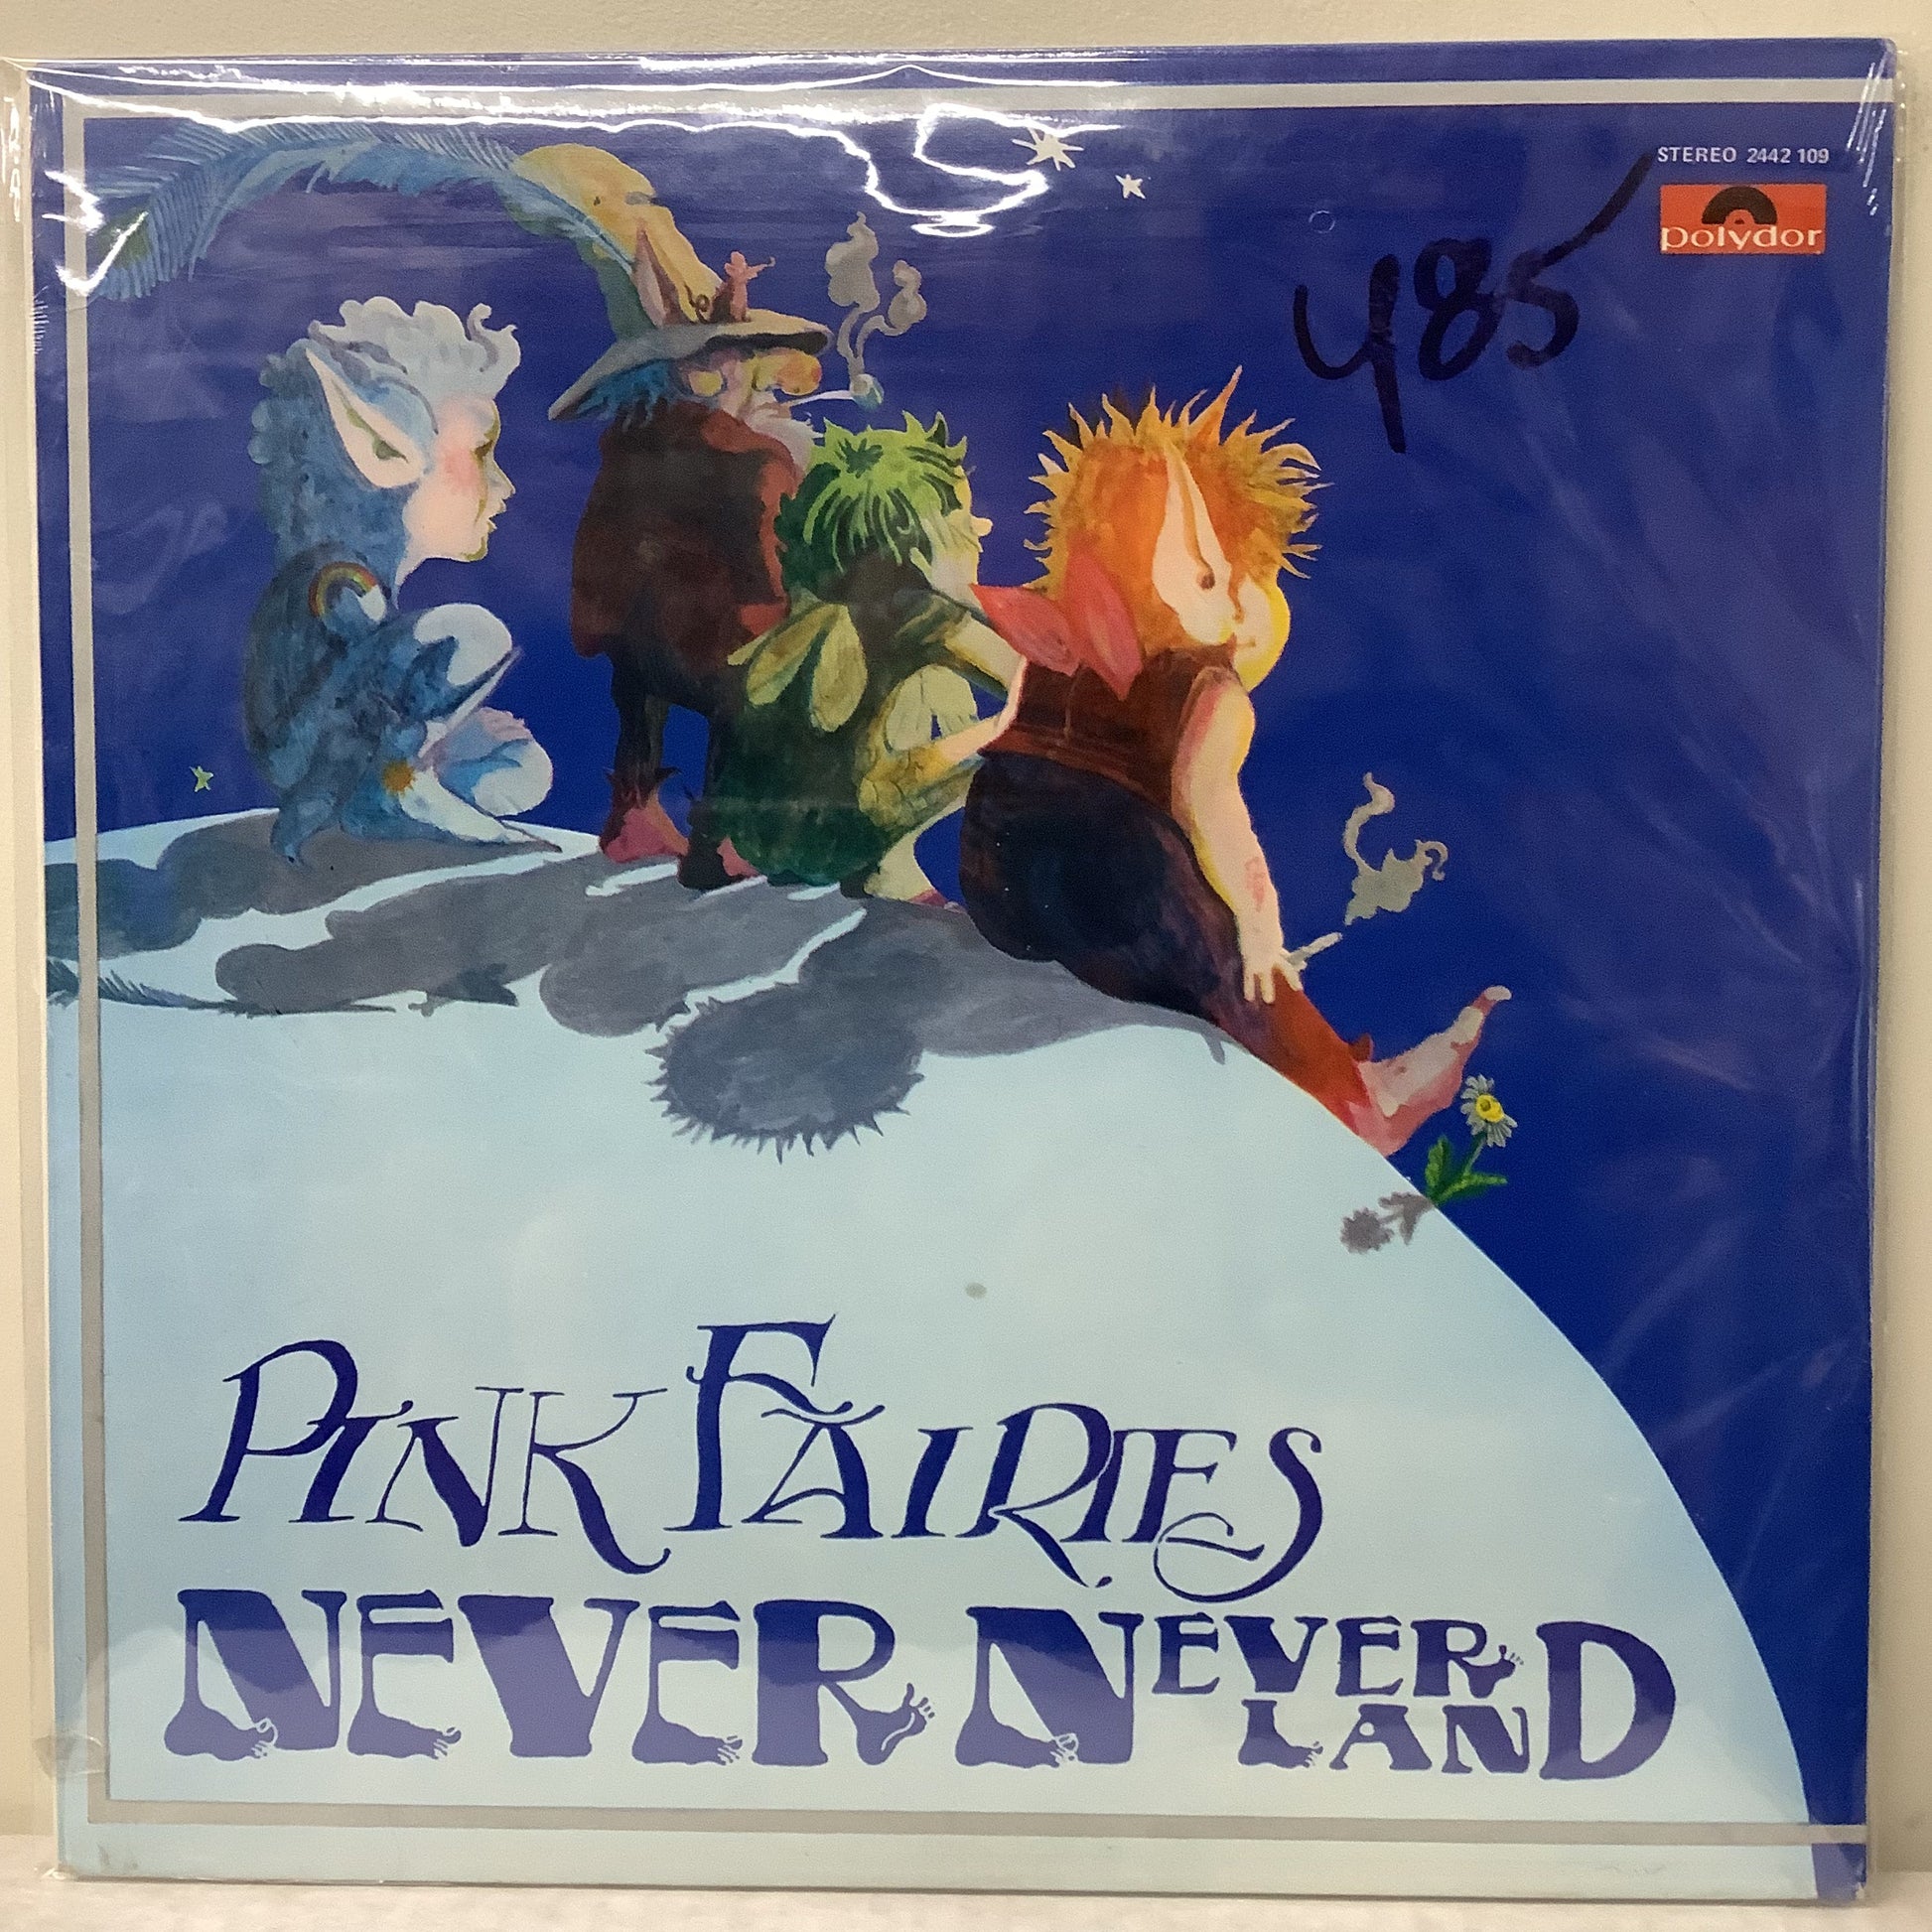 STEREO 2442 109
polydor
485
PINK FAIRIES
NEVER NEVER
LAND